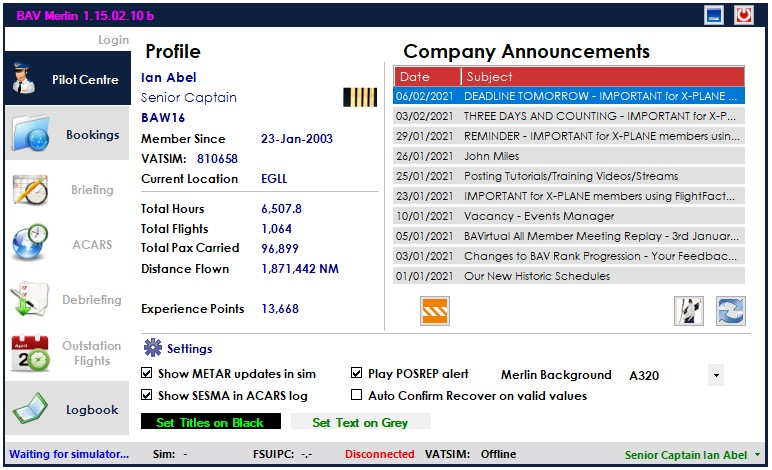 BAV Merlin 1.15.02.10 b
Login
Pilot Centre
Bookings
Briefing
ACARS
Debriefing
April
20
Outstation
Flights
Logbook
Profile
Ian Abel
Senior Captain
BAW16
Member Since 23-Jan-2003
VATSIM: 810658
Current Location EGLL
Total Hours 6,507.8
Total Flights 1,064
Total Pax Carried 96,899
Distance Flown 1,871,442 NM
Experience Points 13,668
Company Announcements
Date Subject
06/02/2021 DEADLINE TOMORROW - IMPORTANT for X-PLANE ...
03/02/2021 THREE DAYS AND COUNTING - IMPORTANT for X-P...
29/01/2021 REMINDER - IMPORTANT for X-PLANE members usin...
26/01/2021 John Miles
25/01/2021 Posting Tutorials/Training Videos/Streams
23/01/2021 IMPORTANT for X-PLANE members using FlightFact...
10/01/2021 Vacancy - Events Manager
05/01/2021 BAVirtual All Member Meeting Replay - 3rd Januar...
03/01/2021 Changes to BAV Rank Progression - Your Feedbac...
01/01/2021 Our New Historic Schedules
Settings
Show METAR updates in sim
Play POSREP alert
Merlin Background A320
Show SESMA in ACARS log
Auto Confirm Recover on valid values
Set Titles on Black
Set Text on Grey
Waiting for simulator... Sim: - FSUIPC: -.- Disconnected VATSIM: Offline Senior Captain Ian Abel